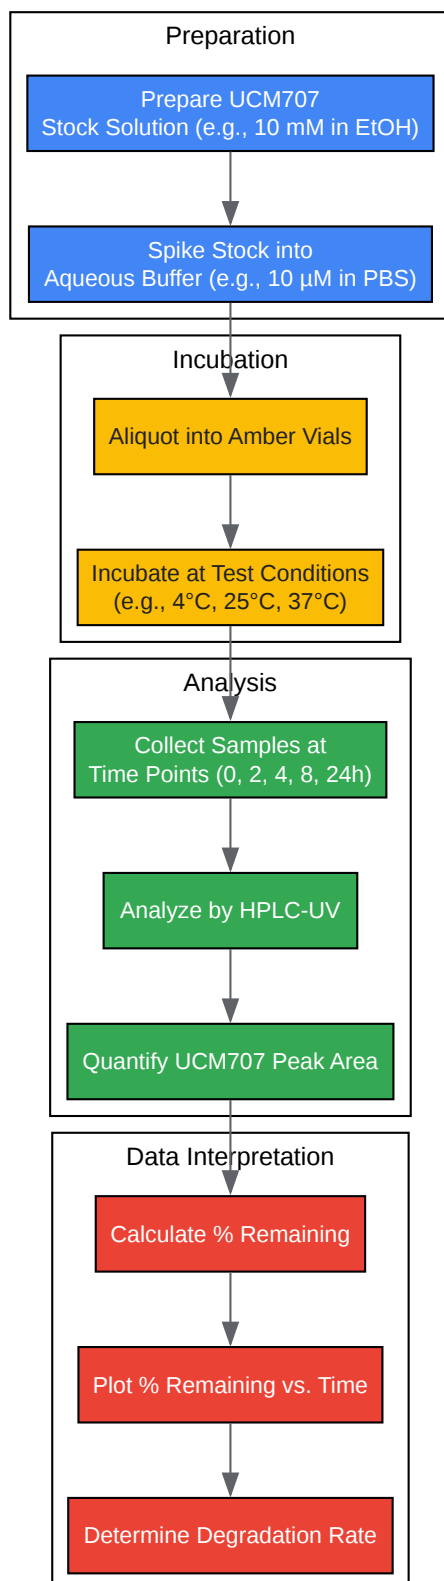 Preparation
Prepare UCM707
Stock Solution (e.g., 10 mM in EtOH)
Spike Stock into
Aqueous Buffer (e.g., 10 µM in PBS)
Incubation
Aliquot into Amber Vials
Incubate at Test Conditions
(e.g., 4°C, 25°C, 37°C)
Analysis
Collect Samples at
Time Points (0, 2, 4, 8, 24h)
Analyze by HPLC-UV
Quantify UCM707 Peak Area
Data Interpretation
Calculate % Remaining
Plot % Remaining vs. Time
Determine Degradation Rate